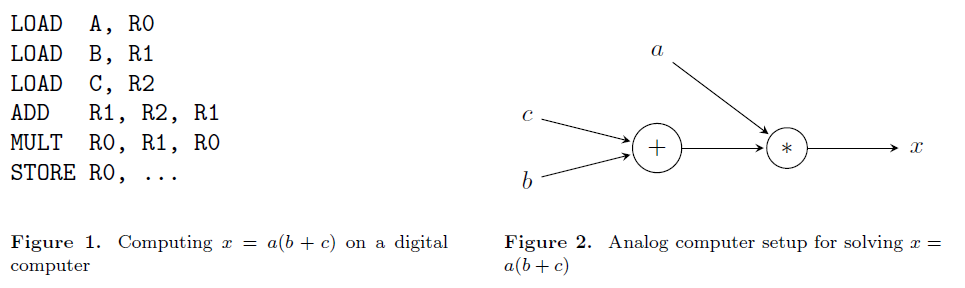 LOAD A, R0
LOAD B, R1
LOAD C, R2
ADD R1, R2, R1
MULT R0, R1, R0
STORE R0, ...
Figure 1. Computing x = a(b + c) on a digital
computer
a
c
+
*
x
b
Figure 2. Analog computer setup for solving x =
a(b + c)